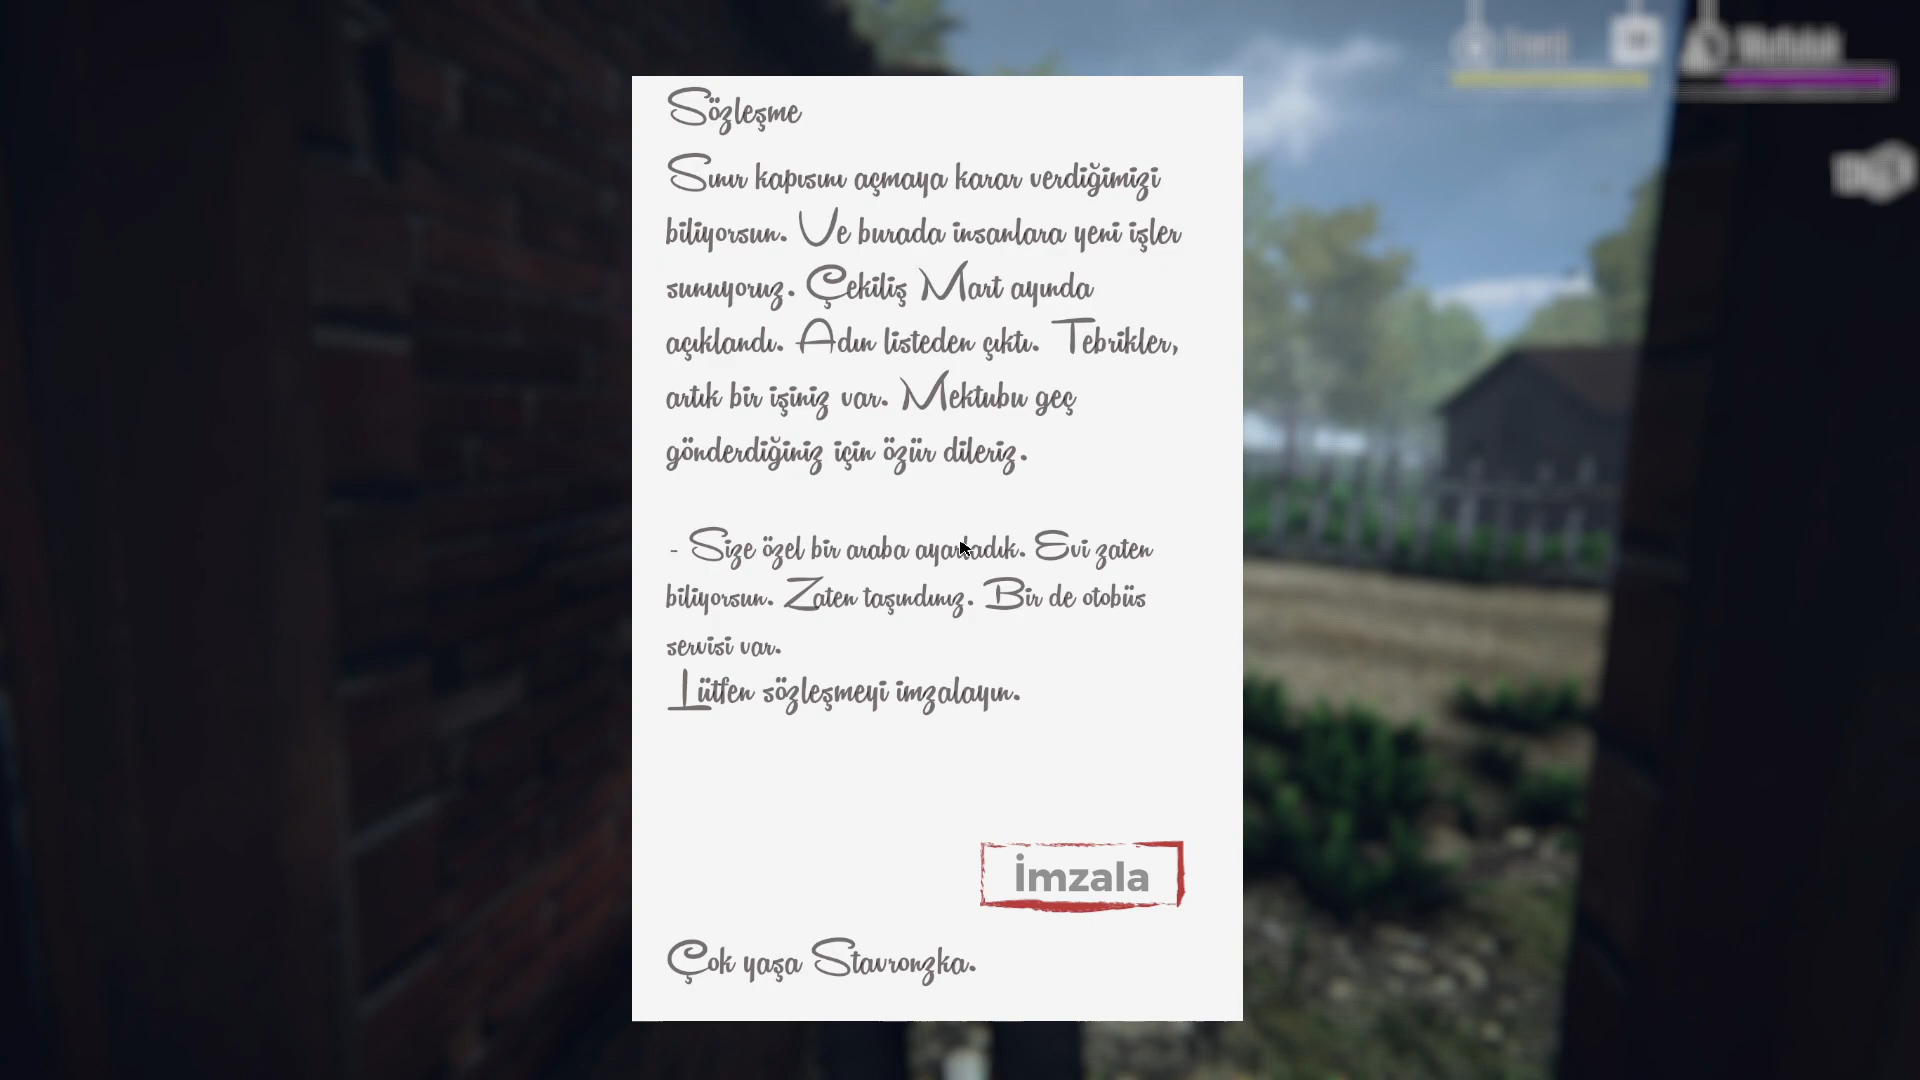 Sözleşme
Sınır kapısını açmaya karar verdiğimizi
biliyorsun. Ve burada insanlara yeni işler
sunuyoruz. Çekiliş Mart ayında
açıklandı. Adın listeden çıktı. Tebrikler,
artık bir işiniz var. Mektubu geç
gönderdiğiniz için özür dileriz.
- Size özel bir araba ayarladık. Evi zaten
biliyorsun. Zaten taşındınız. Bir de otobüs
servisi var.
Lütfen sözleşmeyi imzalayın.
İmzala
Çok yaşa Stavronzka.